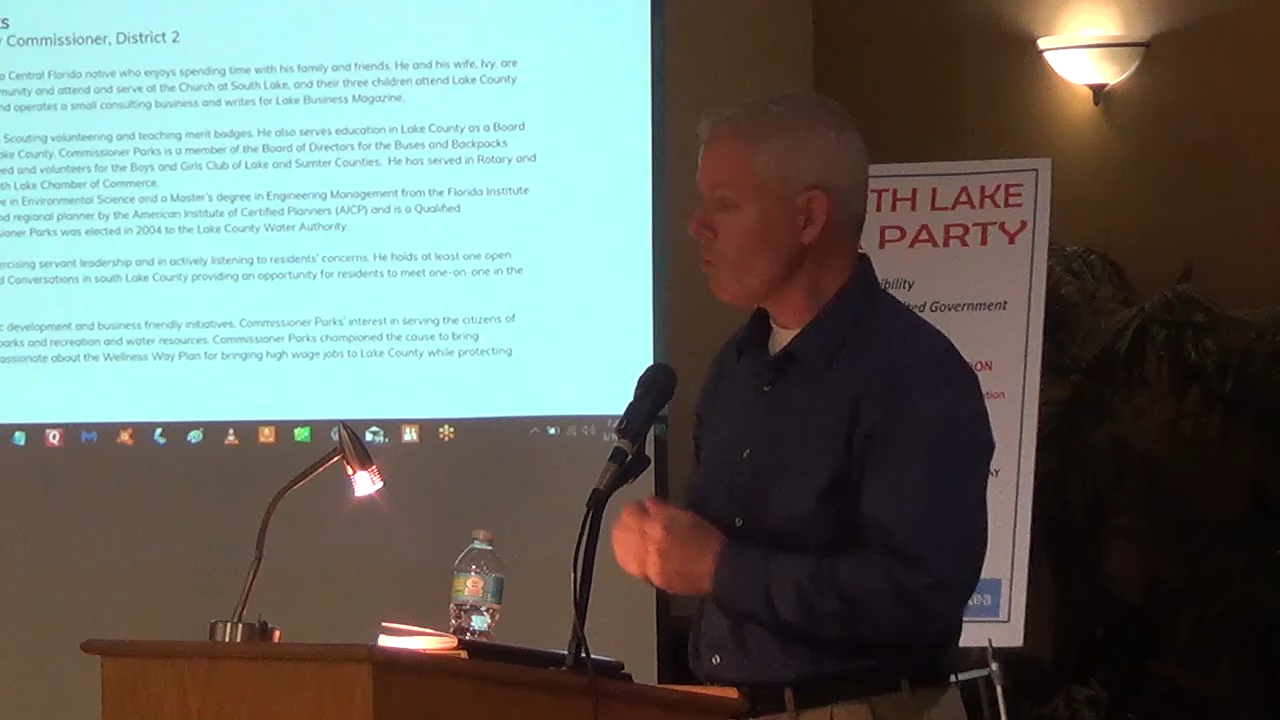 Commissioner, District 2
a Central Florida native who enjoys spending time with his family and friends. He and his wife, Ivy, are
munity and attend and serve at the Church at South Lake, and their three children attend Lake County
nd operates a small consulting business and writes for Lake Business Magazine.
Scouting volunteering and teaching merit badges. He also serves education in Lake County as a Board
ake County. Commissioner Parks is a member of the Board of Directors for the Buses and Backpacks
eed and volunteers for the Boys and Girls Club of Lake and Sumter Counties. He has served in Rotary and
th Lake Chamber of Commerce.
e in Environmental Science and a Master's degree in Engineering Management from the Florida Institute
nd regional planner by the American Institute of Certified Planners (AICP) and is a Qualified
sioner Parks was elected in 2004 to the Lake County Water Authority.
ercising servant leadership and in actively listening to residents' concerns. He holds at least one open
d Conversations in south Lake County providing an opportunity for residents to meet one-on-one in the
c development and business friendly initiatives. Commissioner Parks' interest in serving the citizens of
parks and recreation and water resources. Commissioner Parks championed the cause to bring
assionate about the Wellness Way Plan for bringing high wage jobs to Lake County while protecting
TH LAKE
PARTY
ibility
ted Government
ION
ation
AY
tea